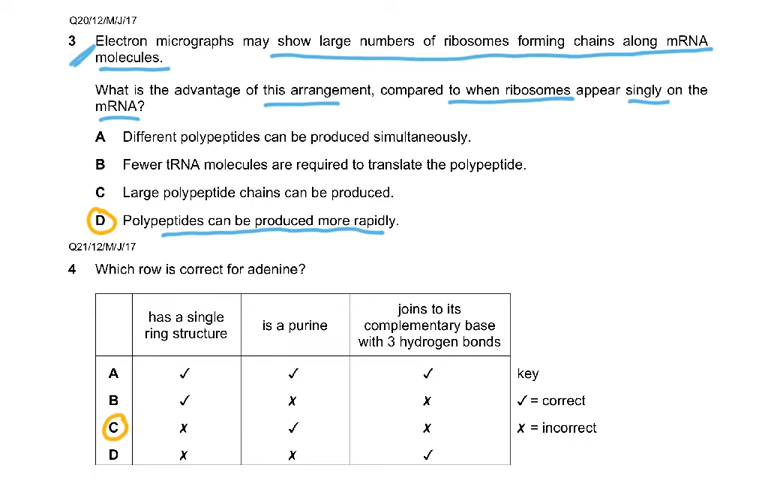 Q20/12/M/J/17
3 Electron micrographs may show large numbers of ribosomes forming chains along mRNA
molecules.
What is the advantage of this arrangement, compared to when ribosomes appear singly on the
mRNA?
A Different polypeptides can be produced simultaneously.
B Fewer tRNA molecules are required to translate the polypeptide.
C Large polypeptide chains can be produced.
D Polypeptides can be produced more rapidly.
Q21/12/M/J/17
4 Which row is correct for adenine?
has a single
ring structure
is a purine
joins to its
complementary base
with 3 hydrogen bonds
A ✓ ✓ ✓ key
B ✓ ✗ ✗ ✓ = correct
C ✗ ✓ ✗ ✗ = incorrect
D ✗ ✗ ✓